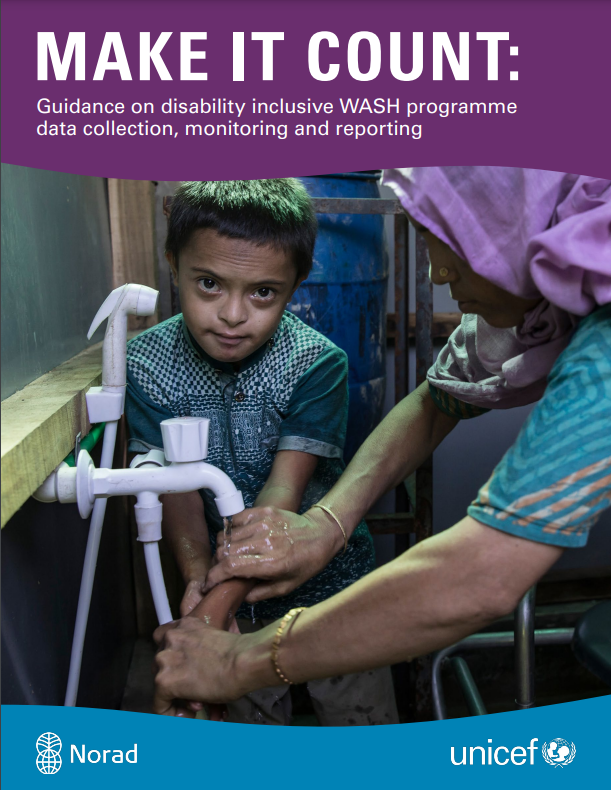 MAKE IT COUNT:
Guidance on disability inclusive WASH programme
data collection, monitoring and reporting
Norad
unicef